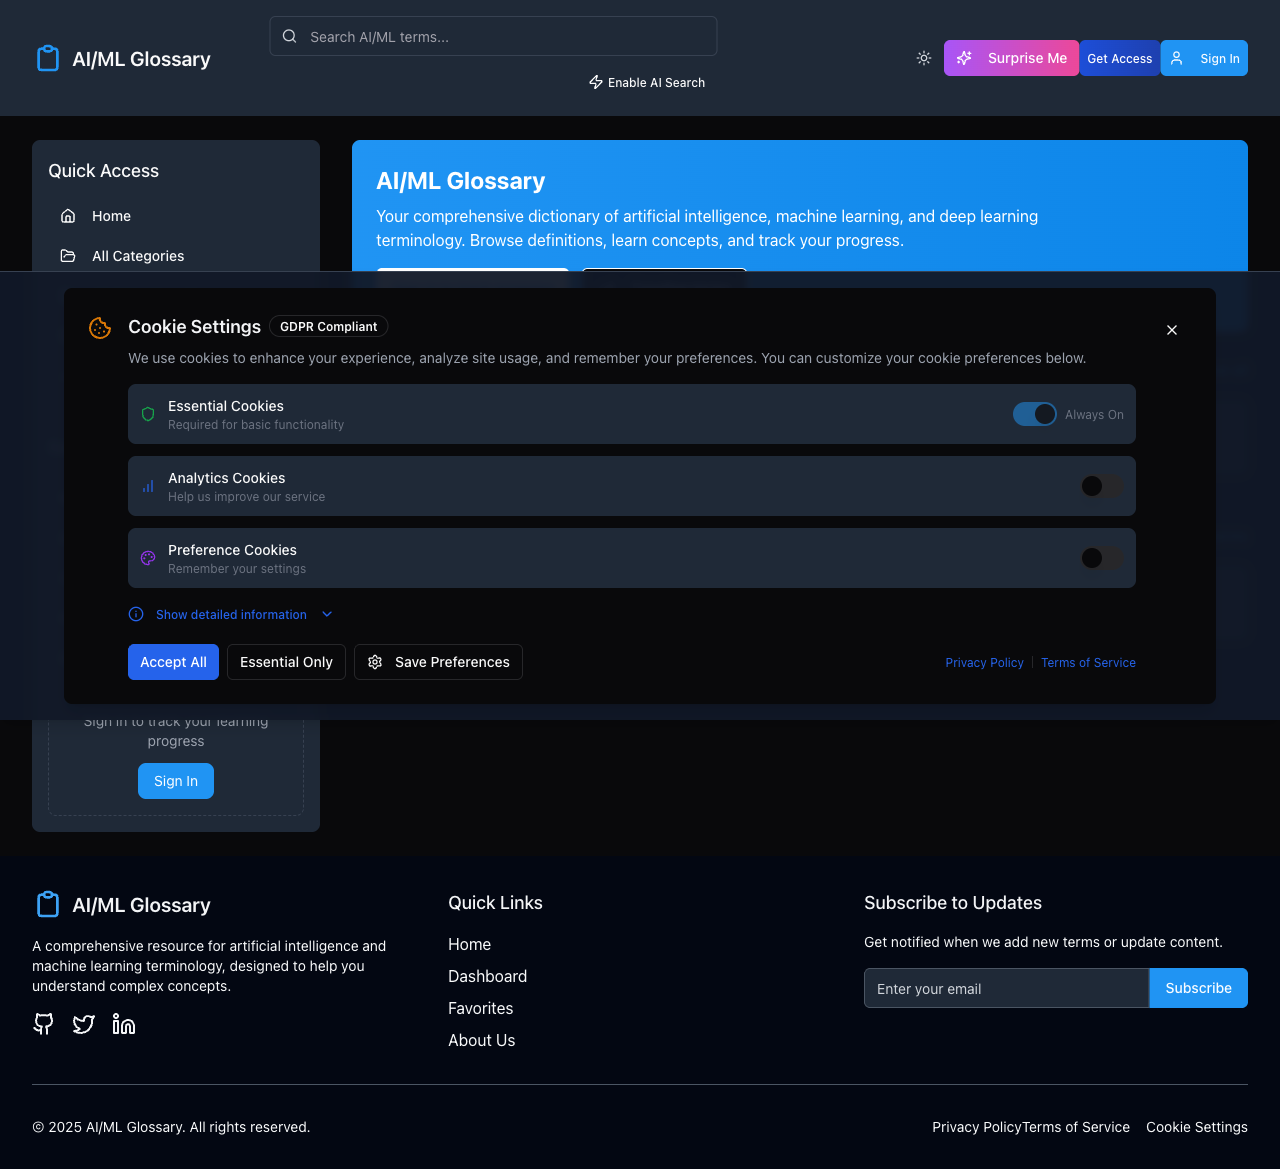 AI/ML Glossary
Search AI/ML terms...
Enable AI Search
Surprise Me
Get Access
Sign In
Quick Access
Home
All Categories
AI/ML Glossary
Your comprehensive dictionary of artificial intelligence, machine learning, and deep learning
terminology. Browse definitions, learn concepts, and track your progress.
Cookie Settings
GDPR Compliant
We use cookies to enhance your experience, analyze site usage, and remember your preferences. You can customize your cookie preferences below.
Essential Cookies
Required for basic functionality
Always On
Analytics Cookies
Help us improve our service
Preference Cookies
Remember your settings
Show detailed information
Accept All
Essential Only
Save Preferences
Privacy Policy
Terms of Service
Sign in to track your learning
progress
Sign In
AI/ML Glossary
A comprehensive resource for artificial intelligence and
machine learning terminology, designed to help you
understand complex concepts.
Quick Links
Home
Dashboard
Favorites
About Us
Subscribe to Updates
Get notified when we add new terms or update content.
Enter your email
Subscribe
© 2025 AI/ML Glossary. All rights reserved.
Privacy Policy
Terms of Service
Cookie Settings